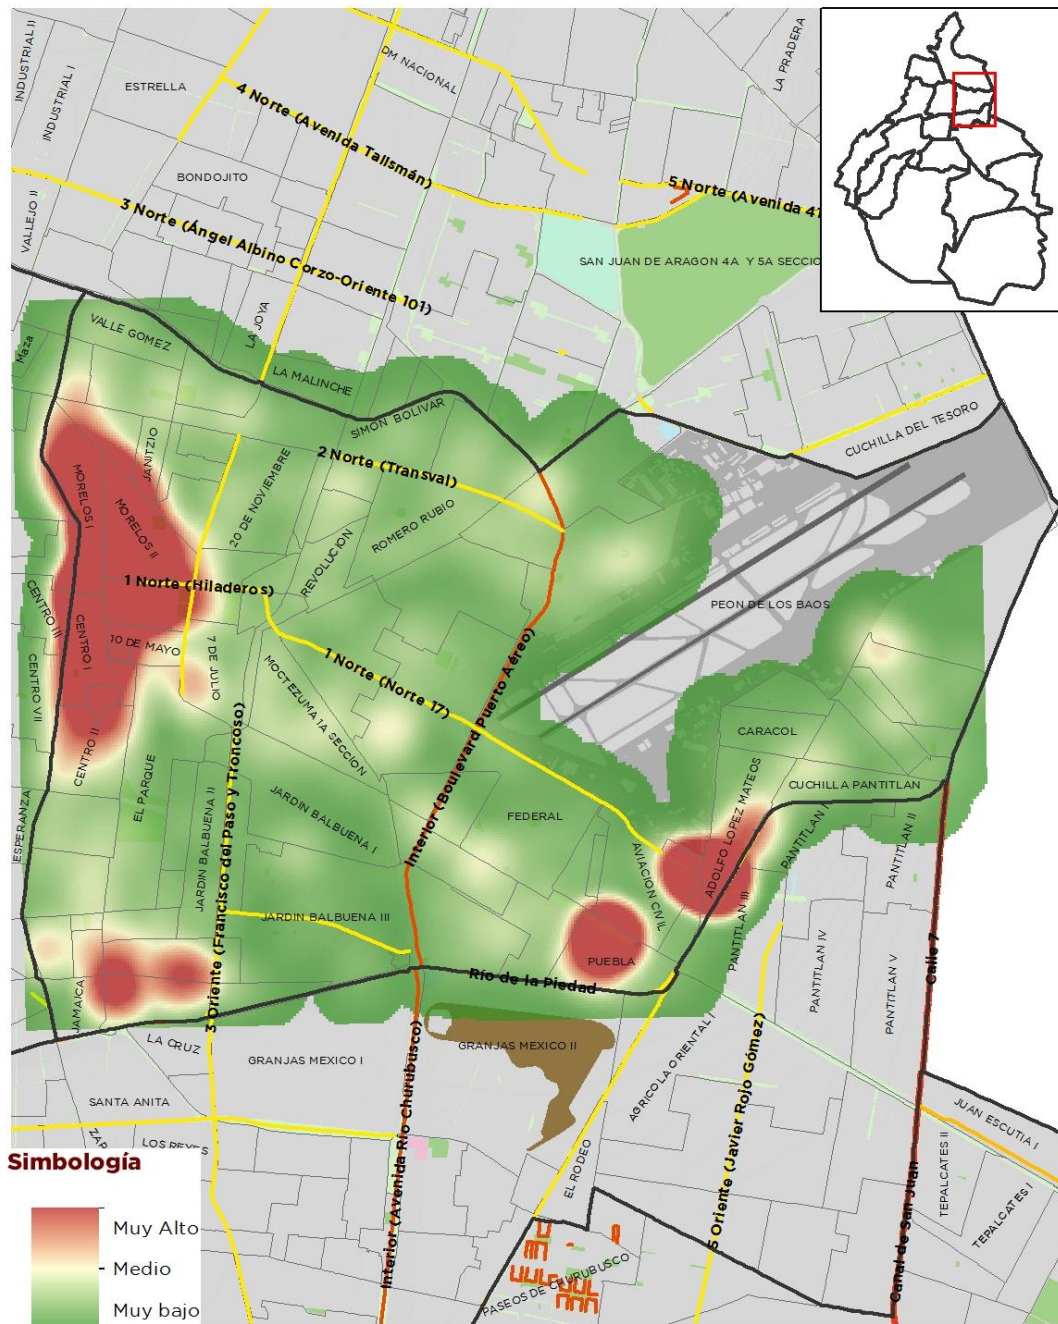 INDUSTRIAL II
INDUSTRIAL I
ESTRELLA
DM NACIONAL
LA PRADERA
4 Norte (Avenida Talismán)
BONDOJITO
VALLEJO II
3 Norte (Ángel Albino Corzo-Oriente 101)
5 Norte (Avenida 41
SAN JUAN DE ARAGON 4A Y 5A SECCIO
LA JOYA
VALLE GOMEZ
Maza
LA MALINCHE
SIMON BOLIVAR
CUCHILLA DEL TESORO
JANITZIO
2 Norte (Transval)
MORELOS I
MORELOS II
20 DE NOVIEMBRE
ROMERO RUBIO
REVOLUCION
1 Norte (Hiladeros)
PEON DE LOS BAOS
CENTRO III
CENTRO I
10 DE MAYO
7 DE JULIO
CENTRO VII
MOCTEZUMA 1A SECCION
1 Norte (Norte 17)
Interior (Boulevard Puerto Aéreo)
CENTRO II
CARACOL
EL PARQUE
CUCHILLA PANTITLAN
ADOLFO LOPEZ MATEOS
ESPERANZA
JARDIN BALBUENA II
JARDIN BALBUENA I
FEDERAL
PANTITLAN I
PANTITLAN II
3 Oriente (Francisco del Paso y Troncoso)
AVIACION CIVIL
JARDIN BALBUENA III
PANTITLAN III
PANTITLAN IV
PANTITLAN V
Calle 7
PUEBLA
Río de la Piedad
JAMAICA
LA CRUZ
GRANJAS MEXICO I
GRANJAS MEXICO II
AGRICOLA ORIENTAL I
SANTA ANITA
JUAN ESCUTIA I
ZAP
LOS REYES
Interior (Avenida Río Churubusco)
EL RODEO
5 Oriente (Javier Rojo Gómez)
Canal de San Juan
TEPALCATES II
TEPALCATES I
PASEOS DE CHURUBUSCO
Simbología
Muy Alto
Medio
Muy bajo